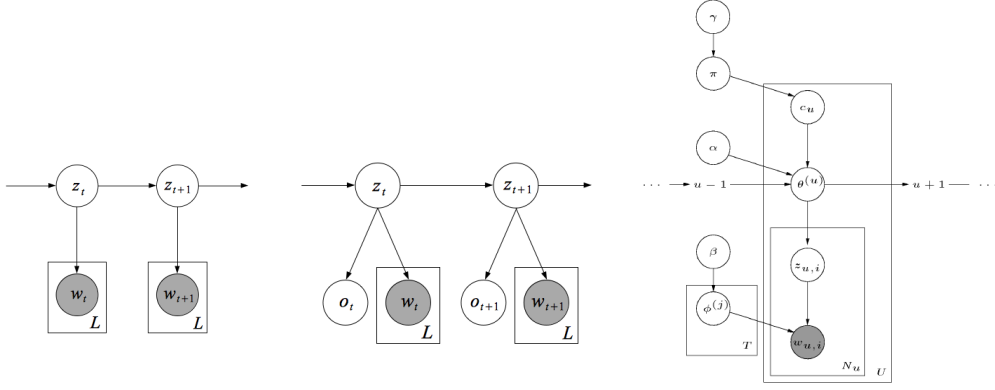 z_t
z_{t+1}
w_t
L
w_{t+1}
L
z_t
z_{t+1}
o_t
w_t
L
o_{t+1}
w_{t+1}
L
γ
π
c_u
α
··· u − 1
θ^{(u)}
u + 1 ···
β
z_{u,i}
φ^{(j)}
T
w_{u,i}
N_u
U